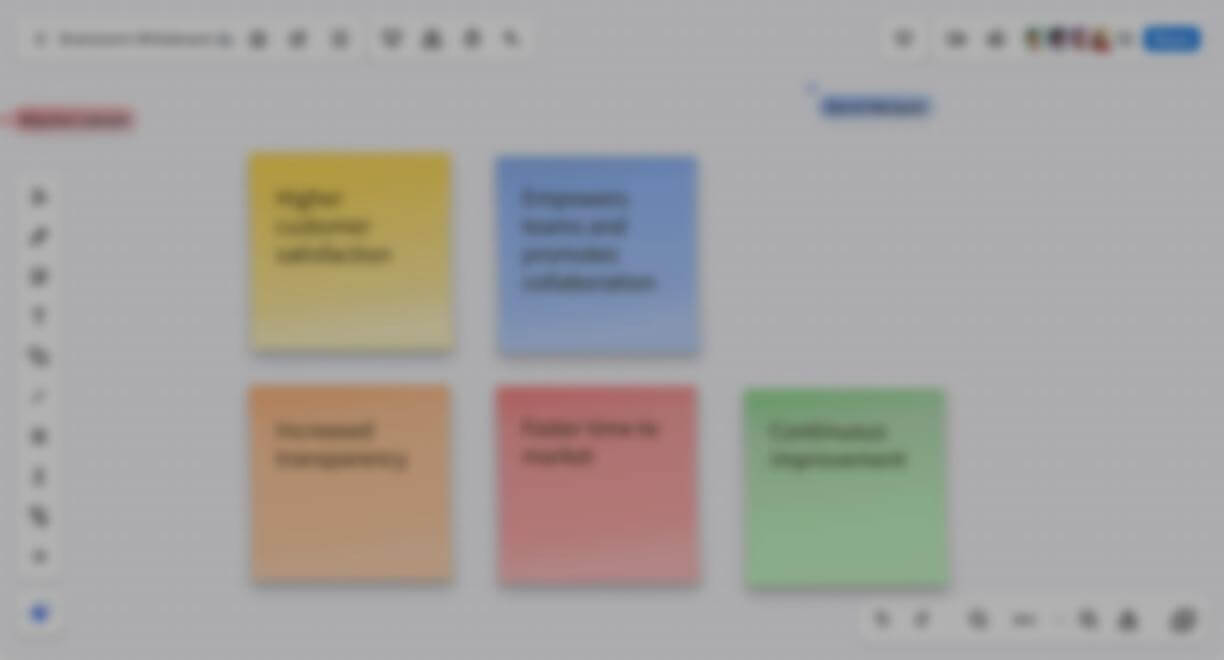 Higher
customer
satisfaction
Empowers
teams and
promotes
collaboration
Increased
transparency
Faster time to
market
Continuous
improvement